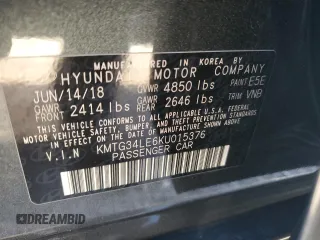 MANUFACTURED IN KOREA BY
HYUNDAI MOTOR COMPANY
JUN/14/18 GVWR 4850 lbs PAINT E5E
GAWR FRT 2414 lbs GAWR REAR 2646 lbs TRIM VNB
THIS VEHICLE CONFORMS TO ALL APPLICABLE
FEDERAL MOTOR VEHICLE SAFETY, BUMPER, AND
THEFT PREVENTION STANDARDS IN EFFECT ON
THE DATE OF MANUFACTURE SHOWN ABOVE.
V.I.N KMTG34LE6KU015376
PASSENGER CAR
DREAMBID